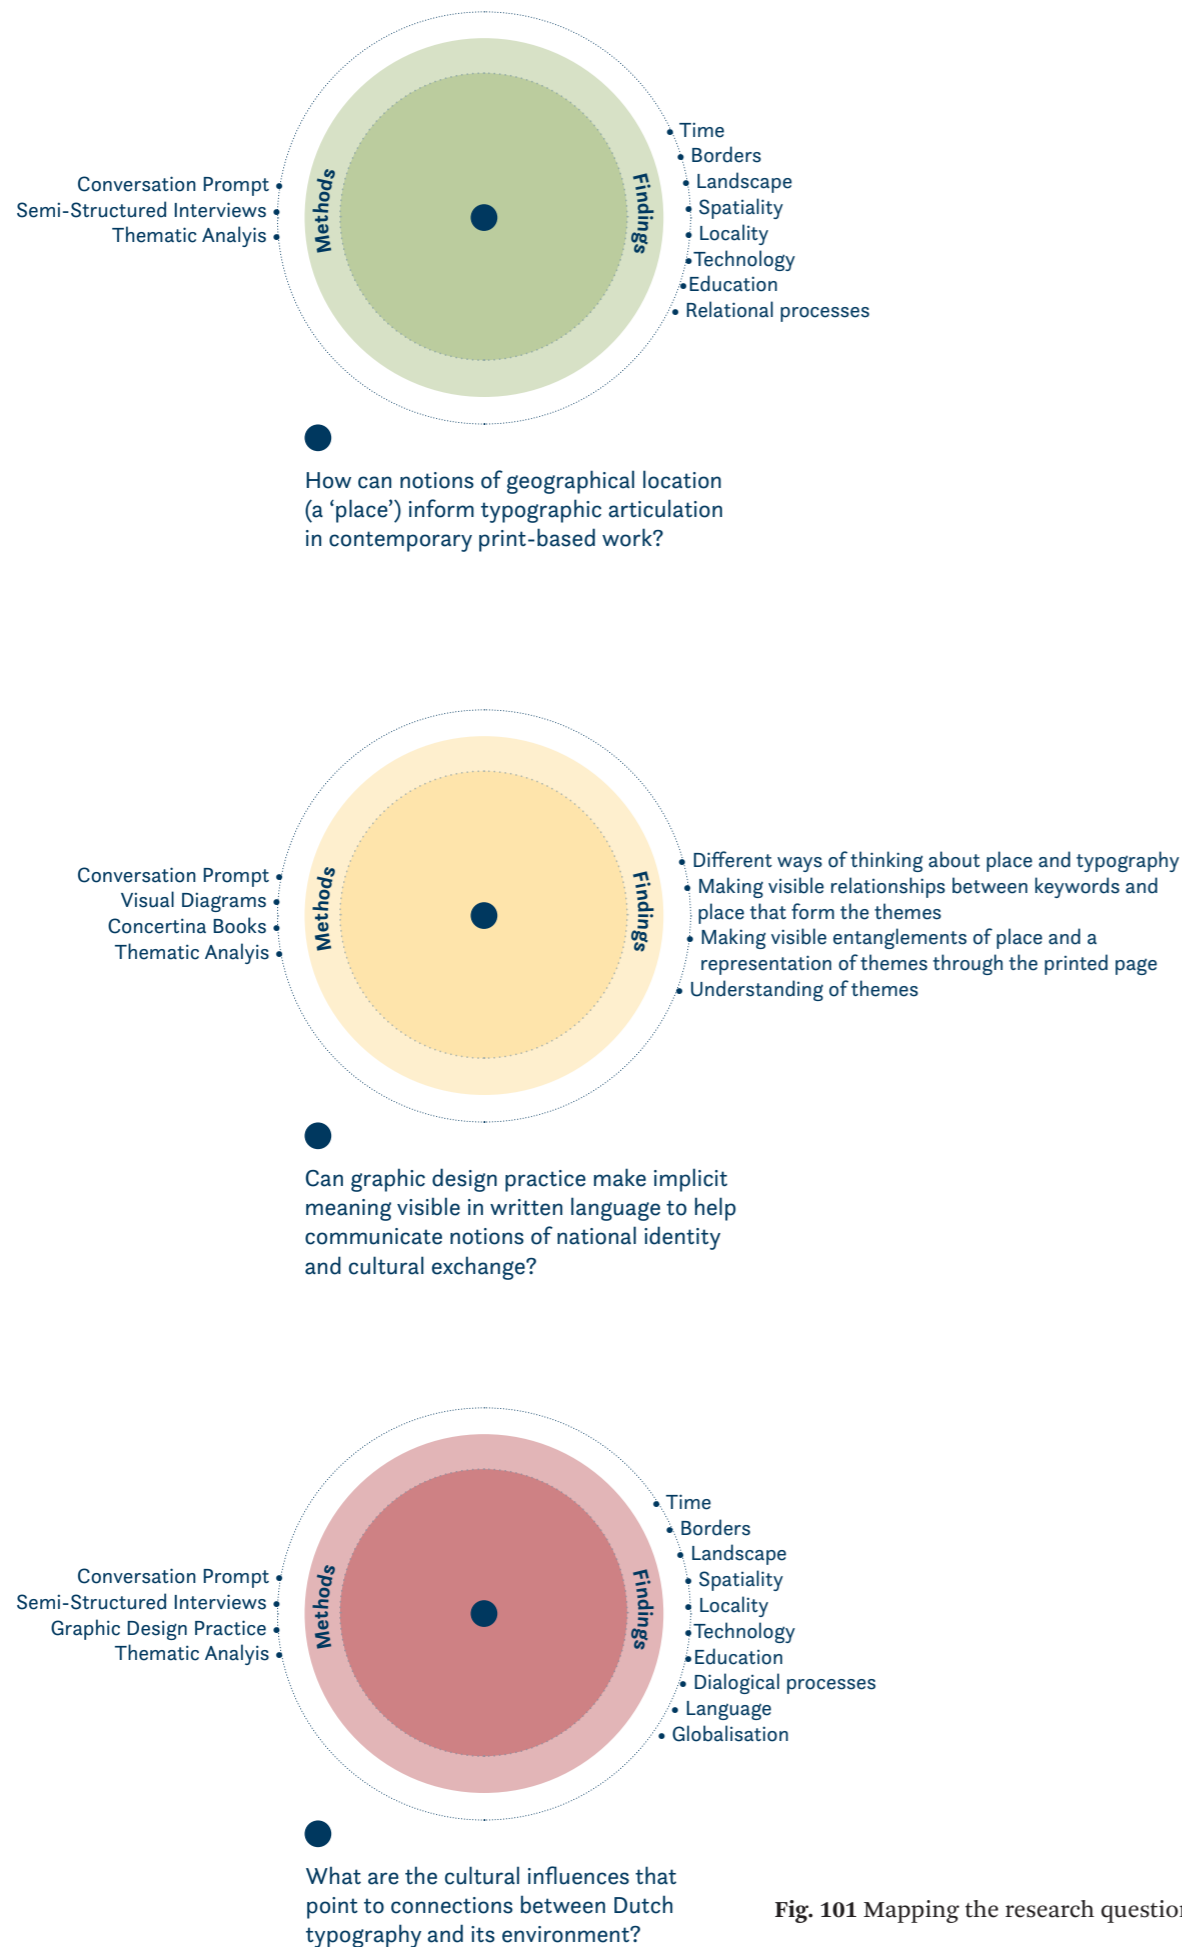 Conversation Prompt
Semi-Structured Interviews
Thematic Analyis
Methods
Findings
Time
Borders
Landscape
Spatiality
Locality
Technology
Education
Relational processes
How can notions of geographical location
(a ‘place’) inform typographic articulation
in contemporary print-based work?
Conversation Prompt
Visual Diagrams
Concertina Books
Thematic Analyis
Methods
Findings
Different ways of thinking about place and typography
Making visible relationships between keywords and
place that form the themes
Making visible entanglements of place and a
representation of themes through the printed page
Understanding of themes
Can graphic design practice make implicit
meaning visible in written language to help
communicate notions of national identity
and cultural exchange?
Conversation Prompt
Semi-Structured Interviews
Graphic Design Practice
Thematic Analyis
Methods
Findings
Time
Borders
Landscape
Spatiality
Locality
Technology
Education
Dialogical processes
Language
Globalisation
What are the cultural influences that
point to connections between Dutch
typography and its environment?
Fig. 101 Mapping the research